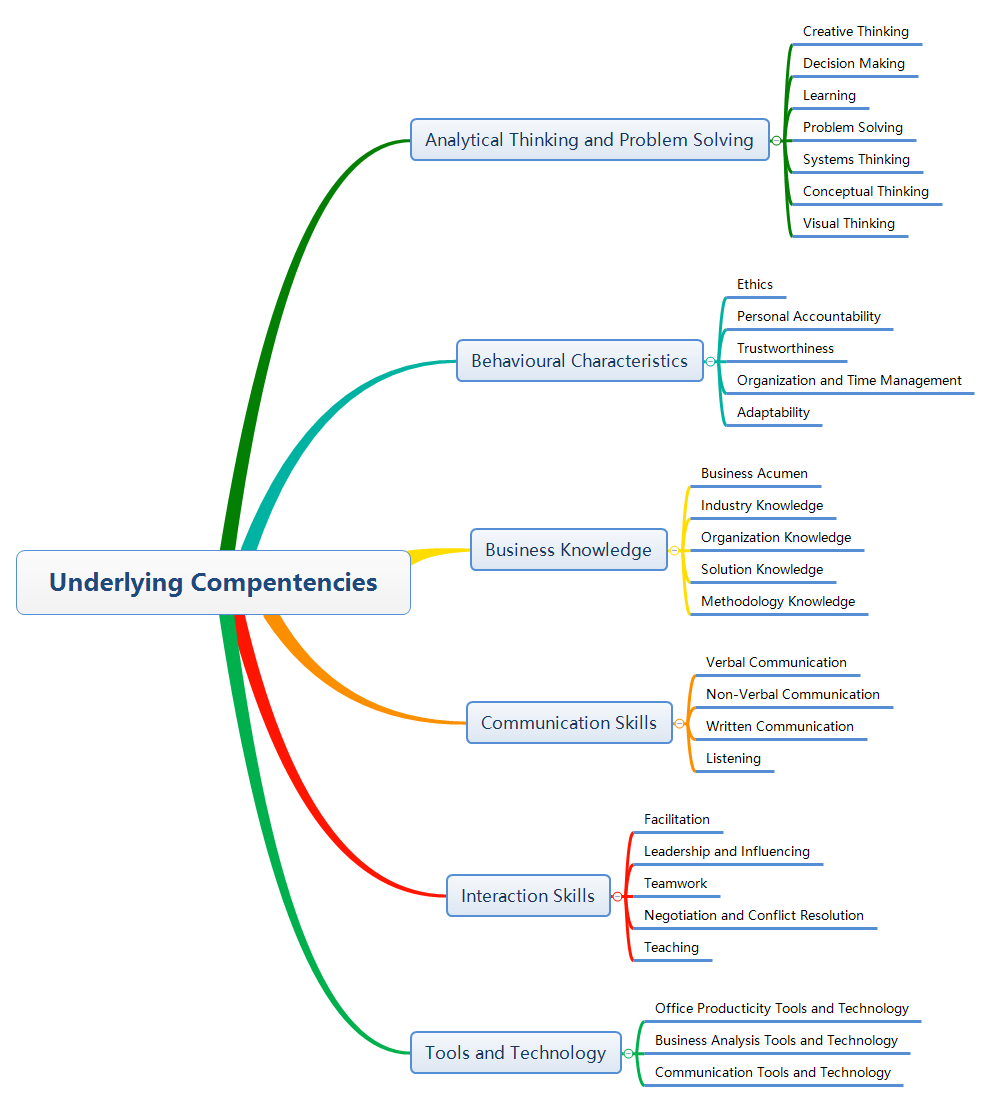 Underlying Compentencies
Analytical Thinking and Problem Solving
Creative Thinking
Decision Making
Learning
Problem Solving
Systems Thinking
Conceptual Thinking
Visual Thinking
Behavioural Characteristics
Ethics
Personal Accountability
Trustworthiness
Organization and Time Management
Adaptability
Business Knowledge
Business Acumen
Industry Knowledge
Organization Knowledge
Solution Knowledge
Methodology Knowledge
Communication Skills
Verbal Communication
Non-Verbal Communication
Written Communication
Listening
Interaction Skills
Facilitation
Leadership and Influencing
Teamwork
Negotiation and Conflict Resolution
Teaching
Tools and Technology
Office Producticity Tools and Technology
Business Analysis Tools and Technology
Communication Tools and Technology